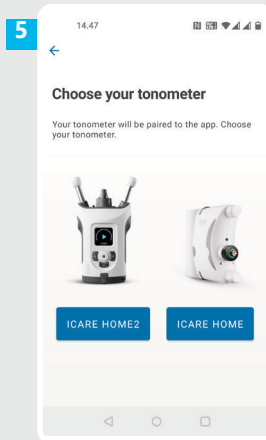 5
14.47
Choose your tonometer
Your tonometer will be paired to the app. Choose
your tonometer.
ICARE HOME2
ICARE HOME